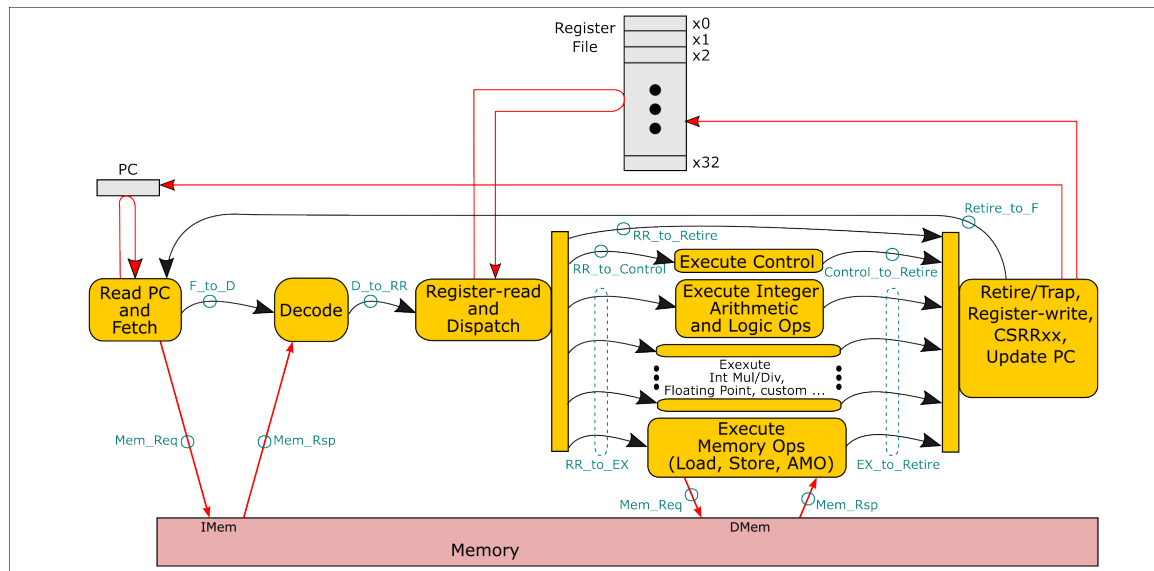 Register
File
x0
x1
x2
x32
PC
Retire_to_F
RR_to_Retire
RR_to_Control
Execute Control
Control_to_Retire
Read PC
and
Fetch
F_to_D
Decode
D_to_RR
Register-read
and
Dispatch
Execute Integer
Arithmetic
and Logic Ops
Retire/Trap,
Register-write,
CSRRxx,
Update PC
Exexute
Int Mul/Div,
Floating Point, custom ...
Execute
Memory Ops
(Load, Store, AMO)
RR_to_EX
EX_to_Retire
Mem_Req
Mem_Rsp
Mem_Req
Mem_Rsp
IMem
DMem
Memory